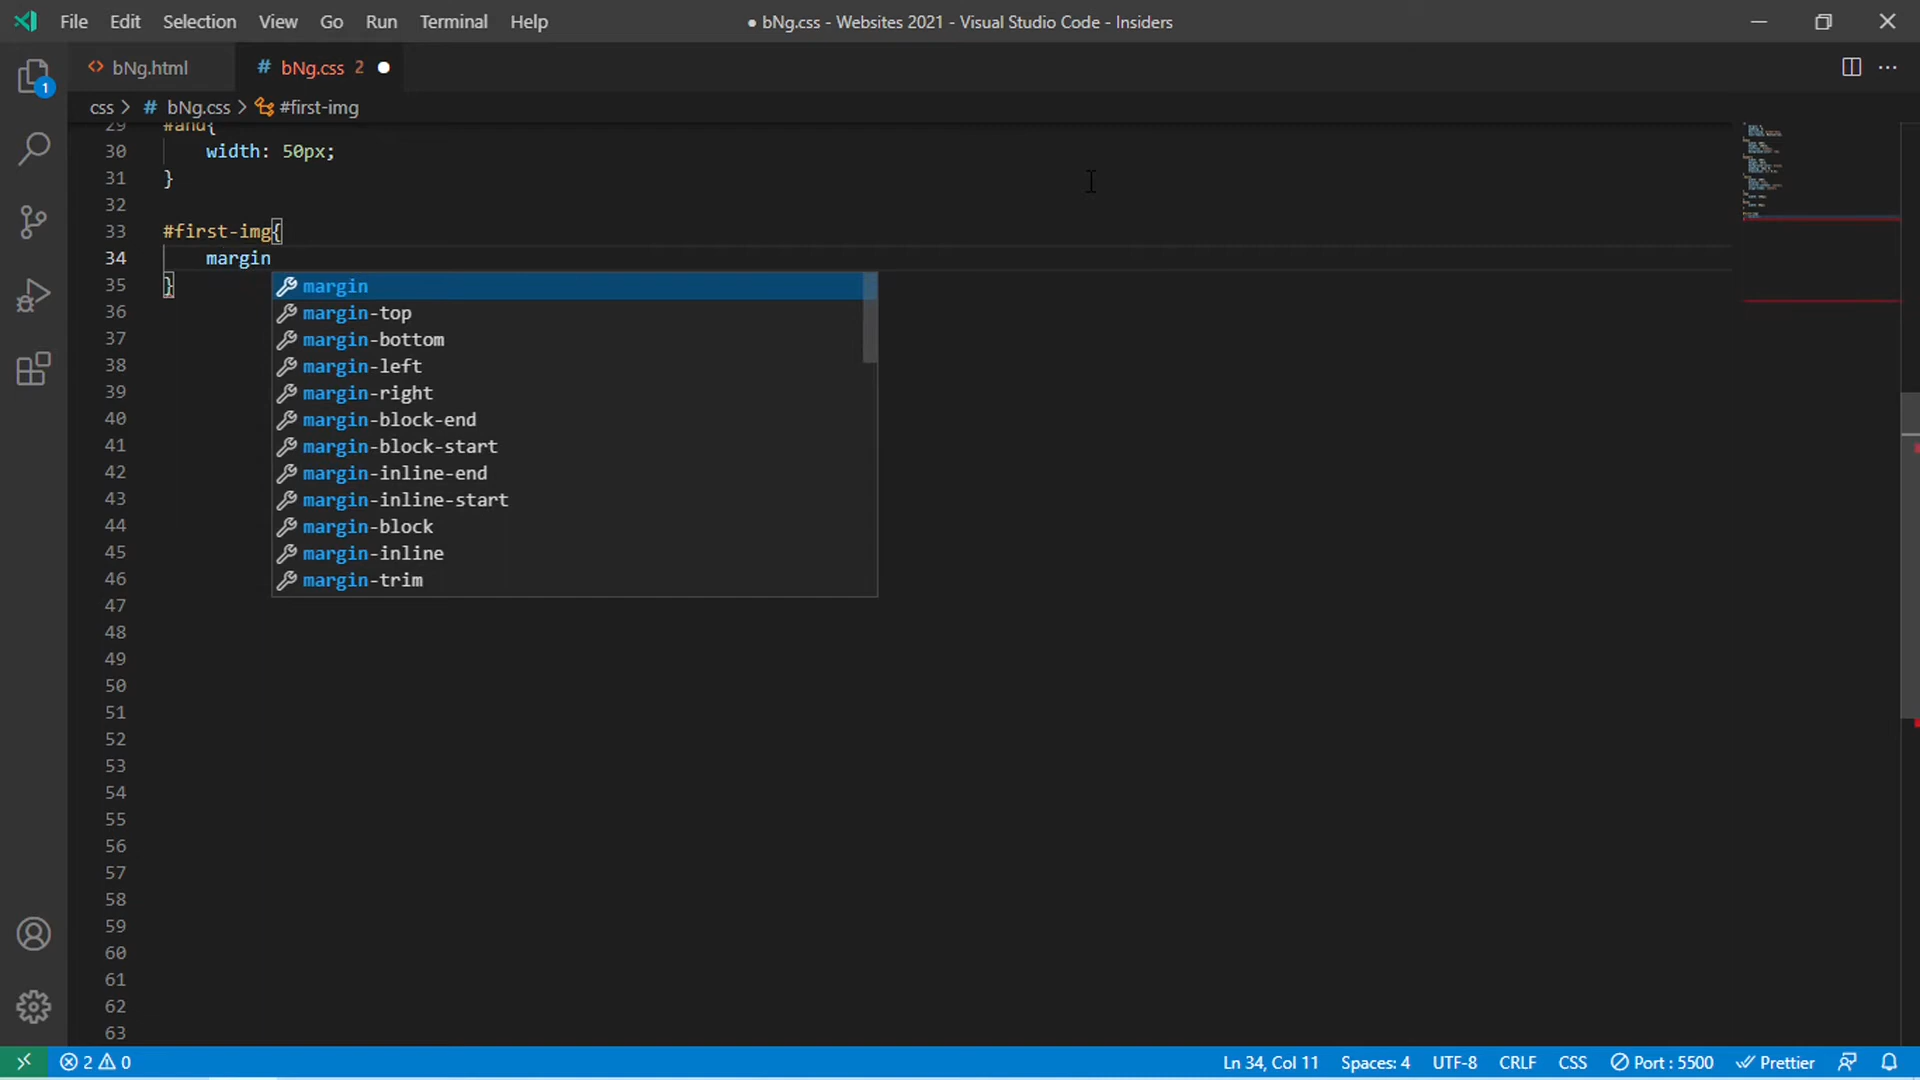 File Edit Selection View Go Run Terminal Help ● bNg.css - Websites 2021 - Visual Studio Code - Insiders
bNg.html # bNg.css 2 ●
css > # bNg.css > #first-img
29 #and{
30 width: 50px;
31 }
32
33 #first-img{
34 margin
35 } margin
36 margin-top
37 margin-bottom
38 margin-left
39 margin-right
40 margin-block-end
41 margin-block-start
42 margin-inline-end
43 margin-inline-start
44 margin-block
45 margin-inline
46 margin-trim
47
48
49
50
51
52
53
54
55
56
57
58
59
60
61
62
63
1
2 0 Ln 34, Col 11 Spaces: 4 UTF-8 CRLF CSS Port : 5500 Prettier